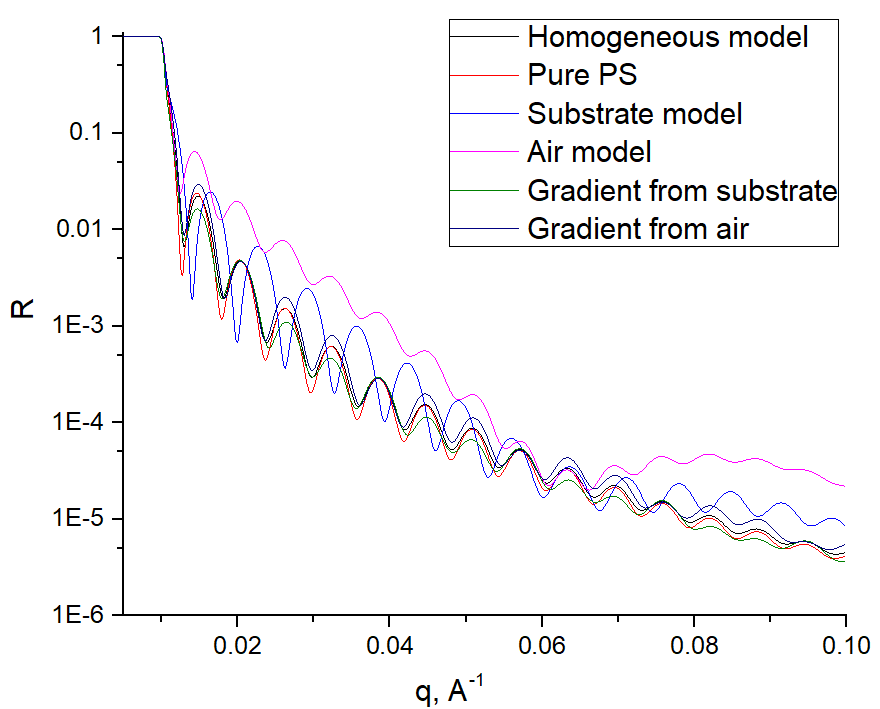 Homogeneous model
Pure PS
Substrate model
Air model
Gradient from substrate
Gradient from air
1
0.1
0.01
1E-3
1E-4
1E-5
1E-6
R
0.02
0.04
0.06
0.08
0.10
q, A-1